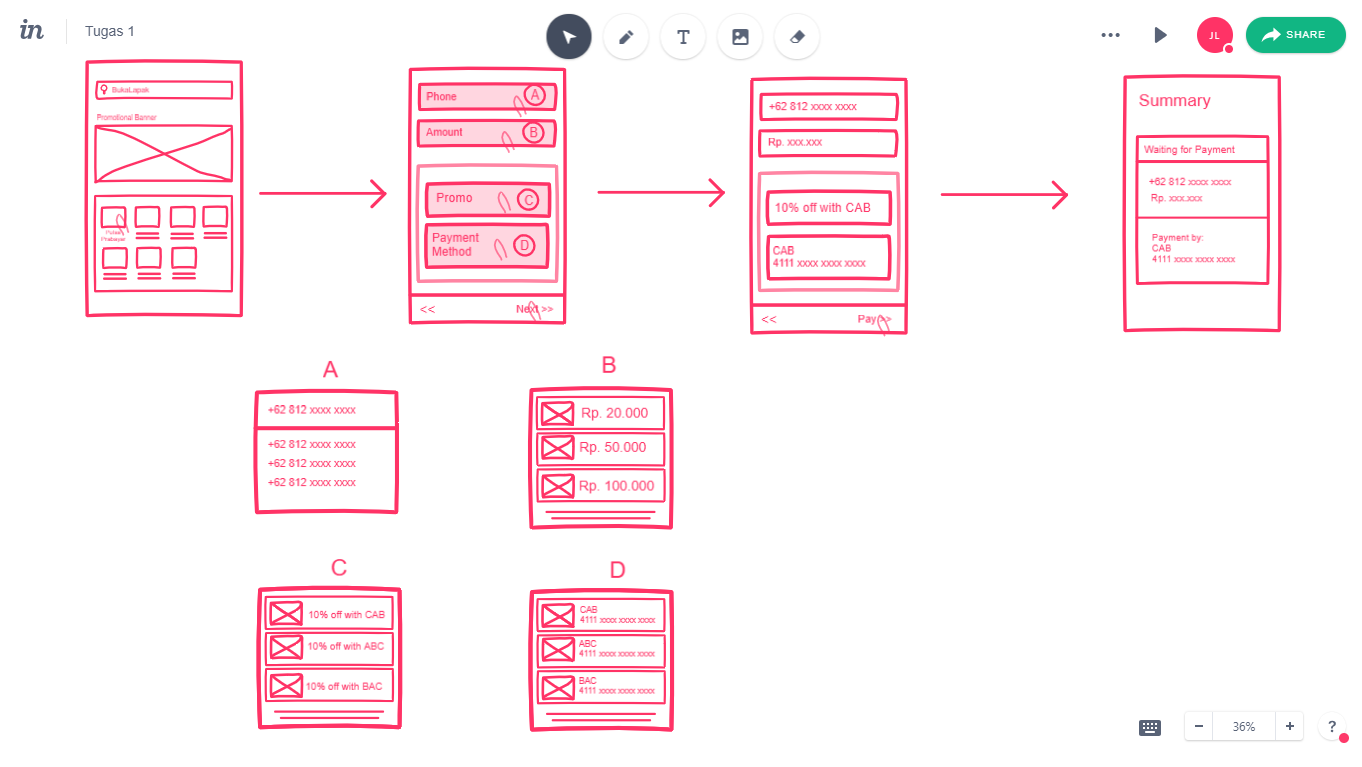 in
Tugas 1
JL
SHARE
BukaLapak
Promotional Banner
Pulsa
Prabayar
Phone
A
Amount
B
Promo
C
Payment
Method
D
<<
Next >>
+62 812 xxxx xxxx
Rp. xxx.xxx
10% off with CAB
CAB
4111 xxxx xxxx xxxx
<<
Pay >>
Summary
Waiting for Payment
+62 812 xxxx xxxx
Rp. xxx.xxx
Payment by:
CAB
4111 xxxx xxxx xxxx
A
+62 812 xxxx xxxx
+62 812 xxxx xxxx
+62 812 xxxx xxxx
+62 812 xxxx xxxx
B
Rp. 20.000
Rp. 50.000
Rp. 100.000
C
10% off with CAB
10% off with ABC
10% off with BAC
D
CAB
4111 xxxx xxxx xxxx
ABC
4111 xxxx xxxx xxxx
BAC
4111 xxxx xxxx xxxx
− 36% +
?